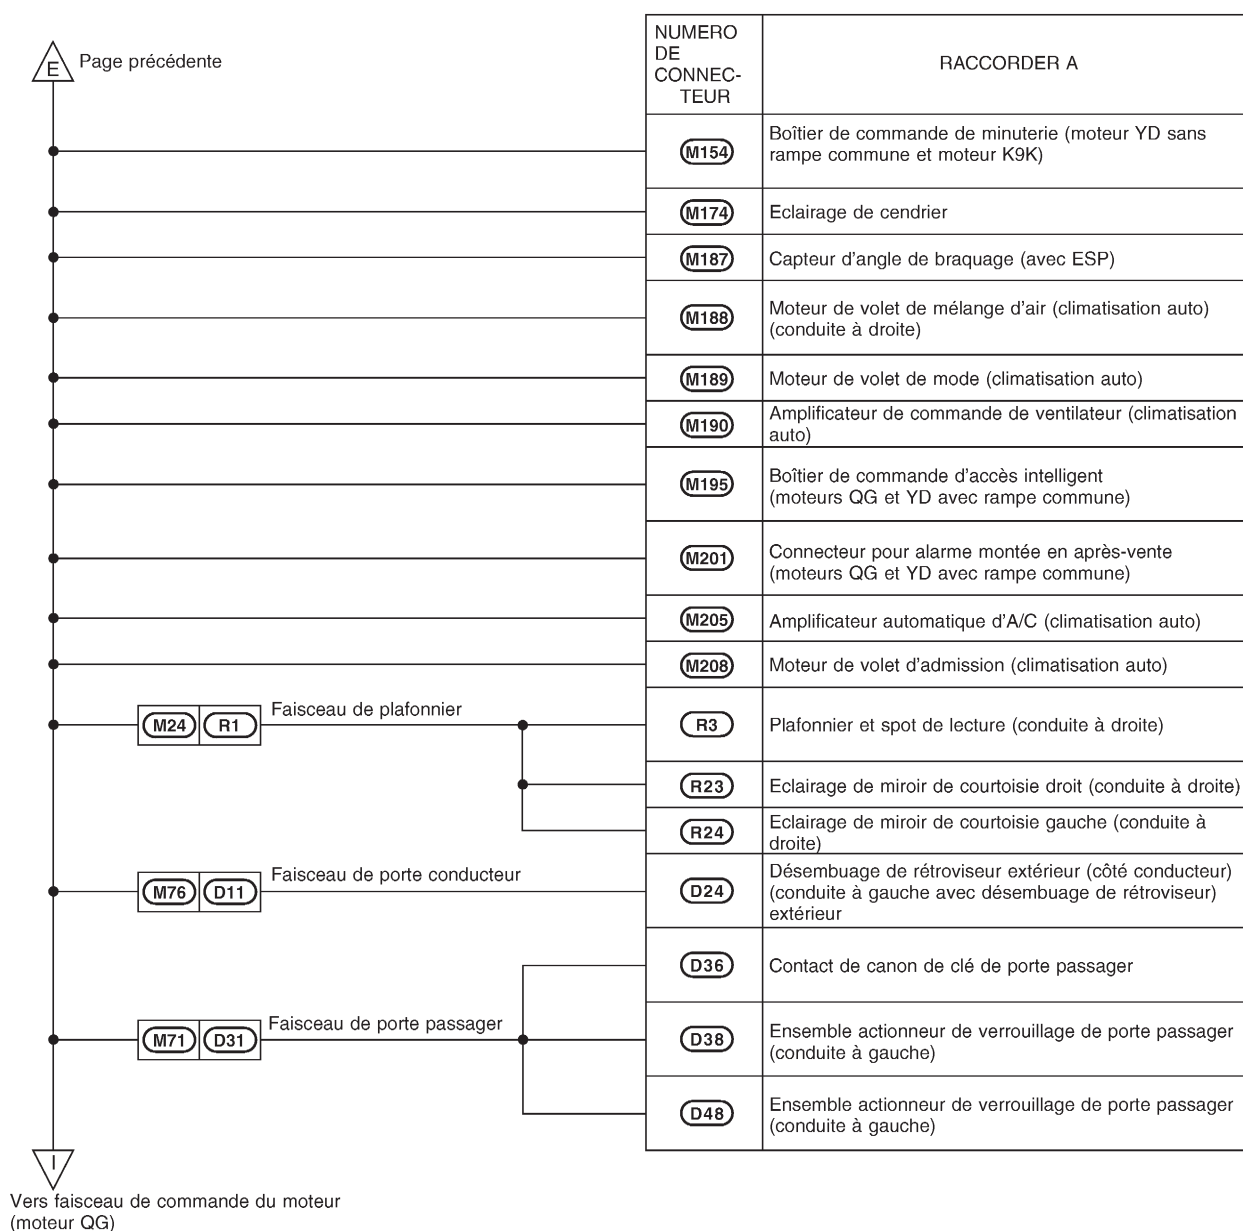 NUMERO
DE
CONNEC-
TEUR
RACCORDER A
E
Page précédente
M154
Boîtier de commande de minuterie (moteur YD sans
rampe commune et moteur K9K)
M174
Eclairage de cendrier
M187
Capteur d'angle de braquage (avec ESP)
M188
Moteur de volet de mélange d'air (climatisation auto)
(conduite à droite)
M189
Moteur de volet de mode (climatisation auto)
M190
Amplificateur de commande de ventilateur (climatisation
auto)
M195
Boîtier de commande d'accès intelligent
(moteurs QG et YD avec rampe commune)
M201
Connecteur pour alarme montée en après-vente
(moteurs QG et YD avec rampe commune)
M205
Amplificateur automatique d'A/C (climatisation auto)
M208
Moteur de volet d'admission (climatisation auto)
M24 R1
Faisceau de plafonnier
R3
Plafonnier et spot de lecture (conduite à droite)
R23
Eclairage de miroir de courtoisie droit (conduite à droite)
R24
Eclairage de miroir de courtoisie gauche (conduite à
droite)
M76 D11
Faisceau de porte conducteur
D24
Désembuage de rétroviseur extérieur (côté conducteur)
(conduite à gauche avec désembuage de rétroviseur)
extérieur
D36
Contact de canon de clé de porte passager
M71 D31
Faisceau de porte passager
D38
Ensemble actionneur de verrouillage de porte passager
(conduite à gauche)
D48
Ensemble actionneur de verrouillage de porte passager
(conduite à gauche)
I
Vers faisceau de commande du moteur
(moteur QG)